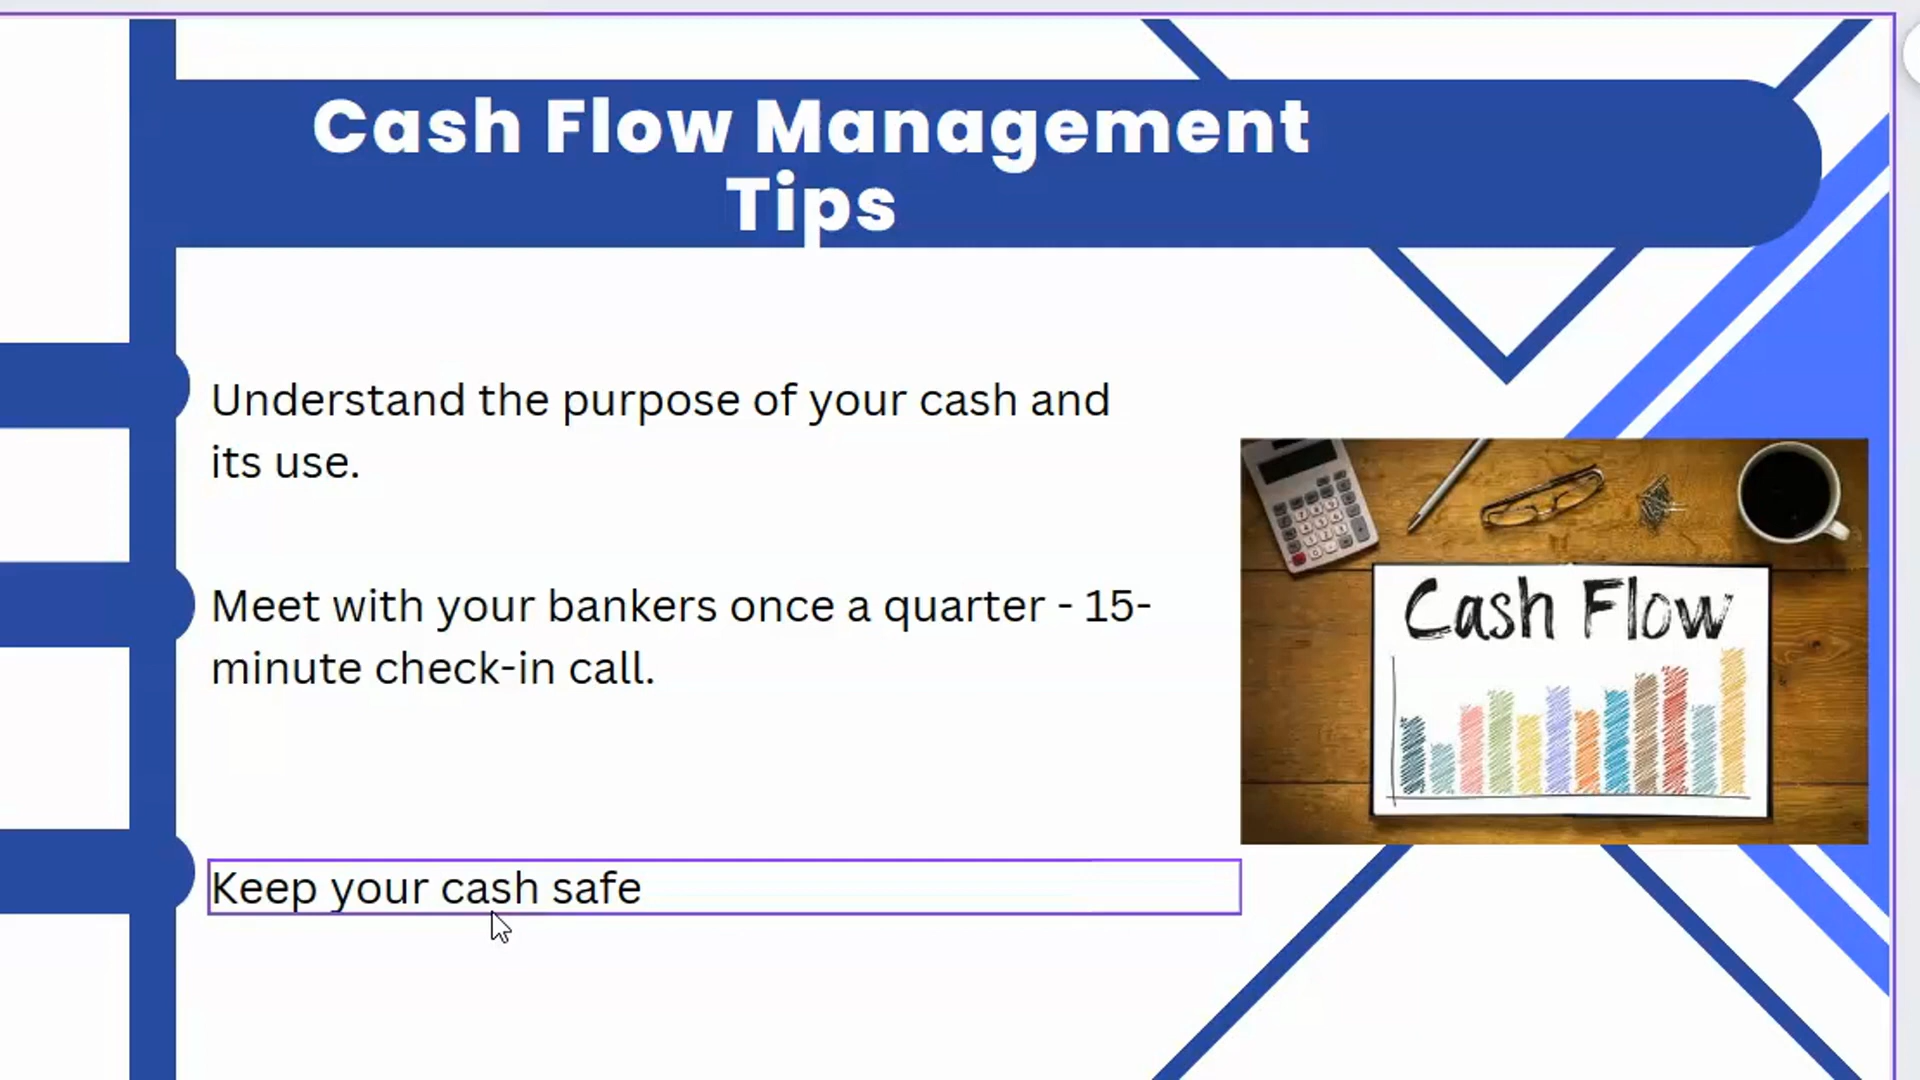 Cash Flow Management
Tips
Understand the purpose of your cash and
its use.
Meet with your bankers once a quarter - 15-
minute check-in call.
Cash Flow
Keep your cash safe